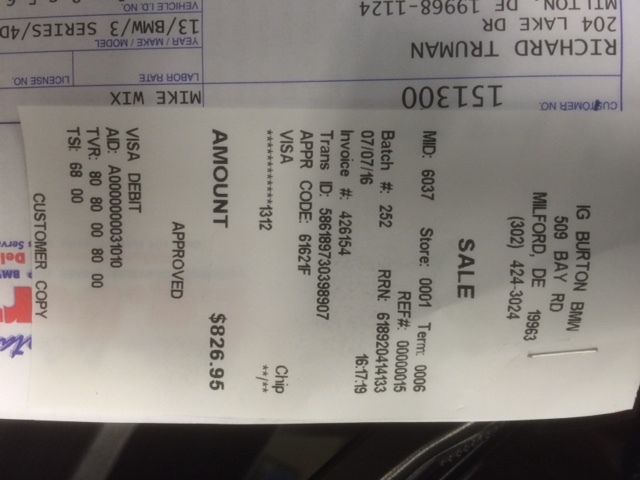 IG BURTON BMW
509 BAY RD
MILFORD, DE 19963
(302) 424-3024
SALE
MID: 6037 Store: 0001 Term: 0006
REF#: 00000015
Batch #: 252 RRN: 618920414133
07/07/16 16:17:19
Invoice #: 426154
Trans ID: 586189730398907
APPR CODE: 61621F
VISA Chip
************1312 **/**
AMOUNT $826.95
APPROVED
VISA DEBIT
AID: A0000000031010
TVR: 80 80 00 80 00
TSI: 68 00
CUSTOMER COPY
CUSTOMER NO. 151300
MIKE WIX
RICHARD TRUMAN
204 LAKE DR
MILTON, DE 19968-1124
LABOR RATE LICENSE NO.
YEAR / MAKE / MODEL
13/BMW/3 SERIES/4D
VEHICLE I.D. NO.